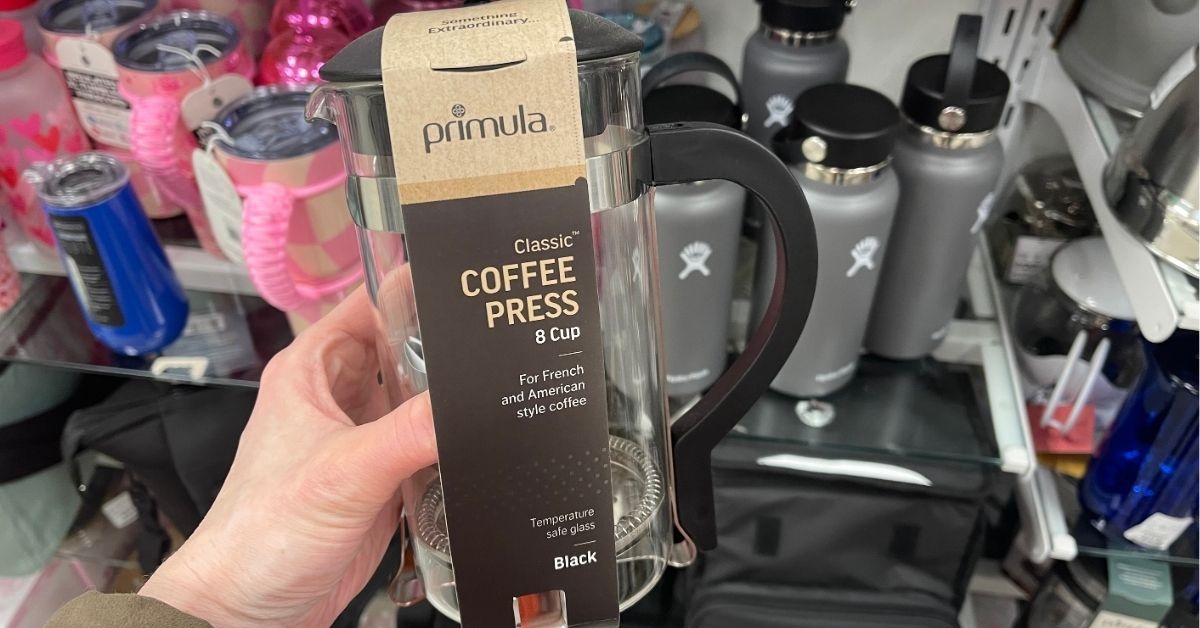 Something
Extraordinary...
primula®
Classic™
COFFEE
PRESS
8 Cup
For French
and American
style coffee
Temperature
safe glass
Black